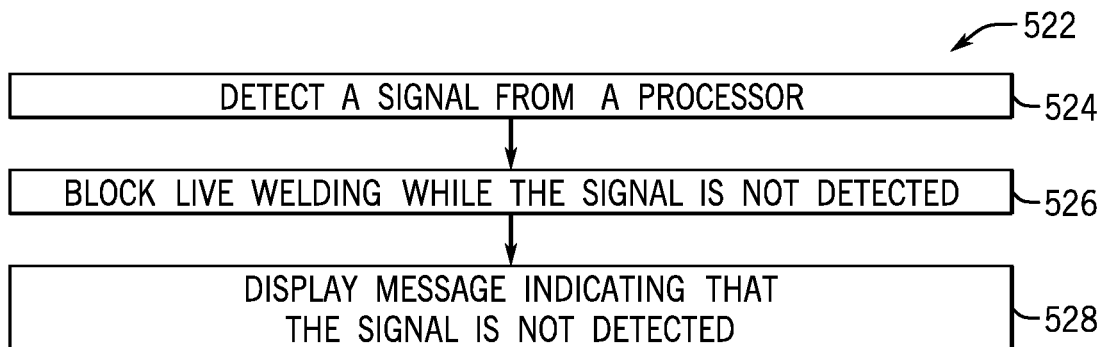 522
DETECT A SIGNAL FROM A PROCESSOR
524
BLOCK LIVE WELDING WHILE THE SIGNAL IS NOT DETECTED
526
DISPLAY MESSAGE INDICATING THAT
THE SIGNAL IS NOT DETECTED
528